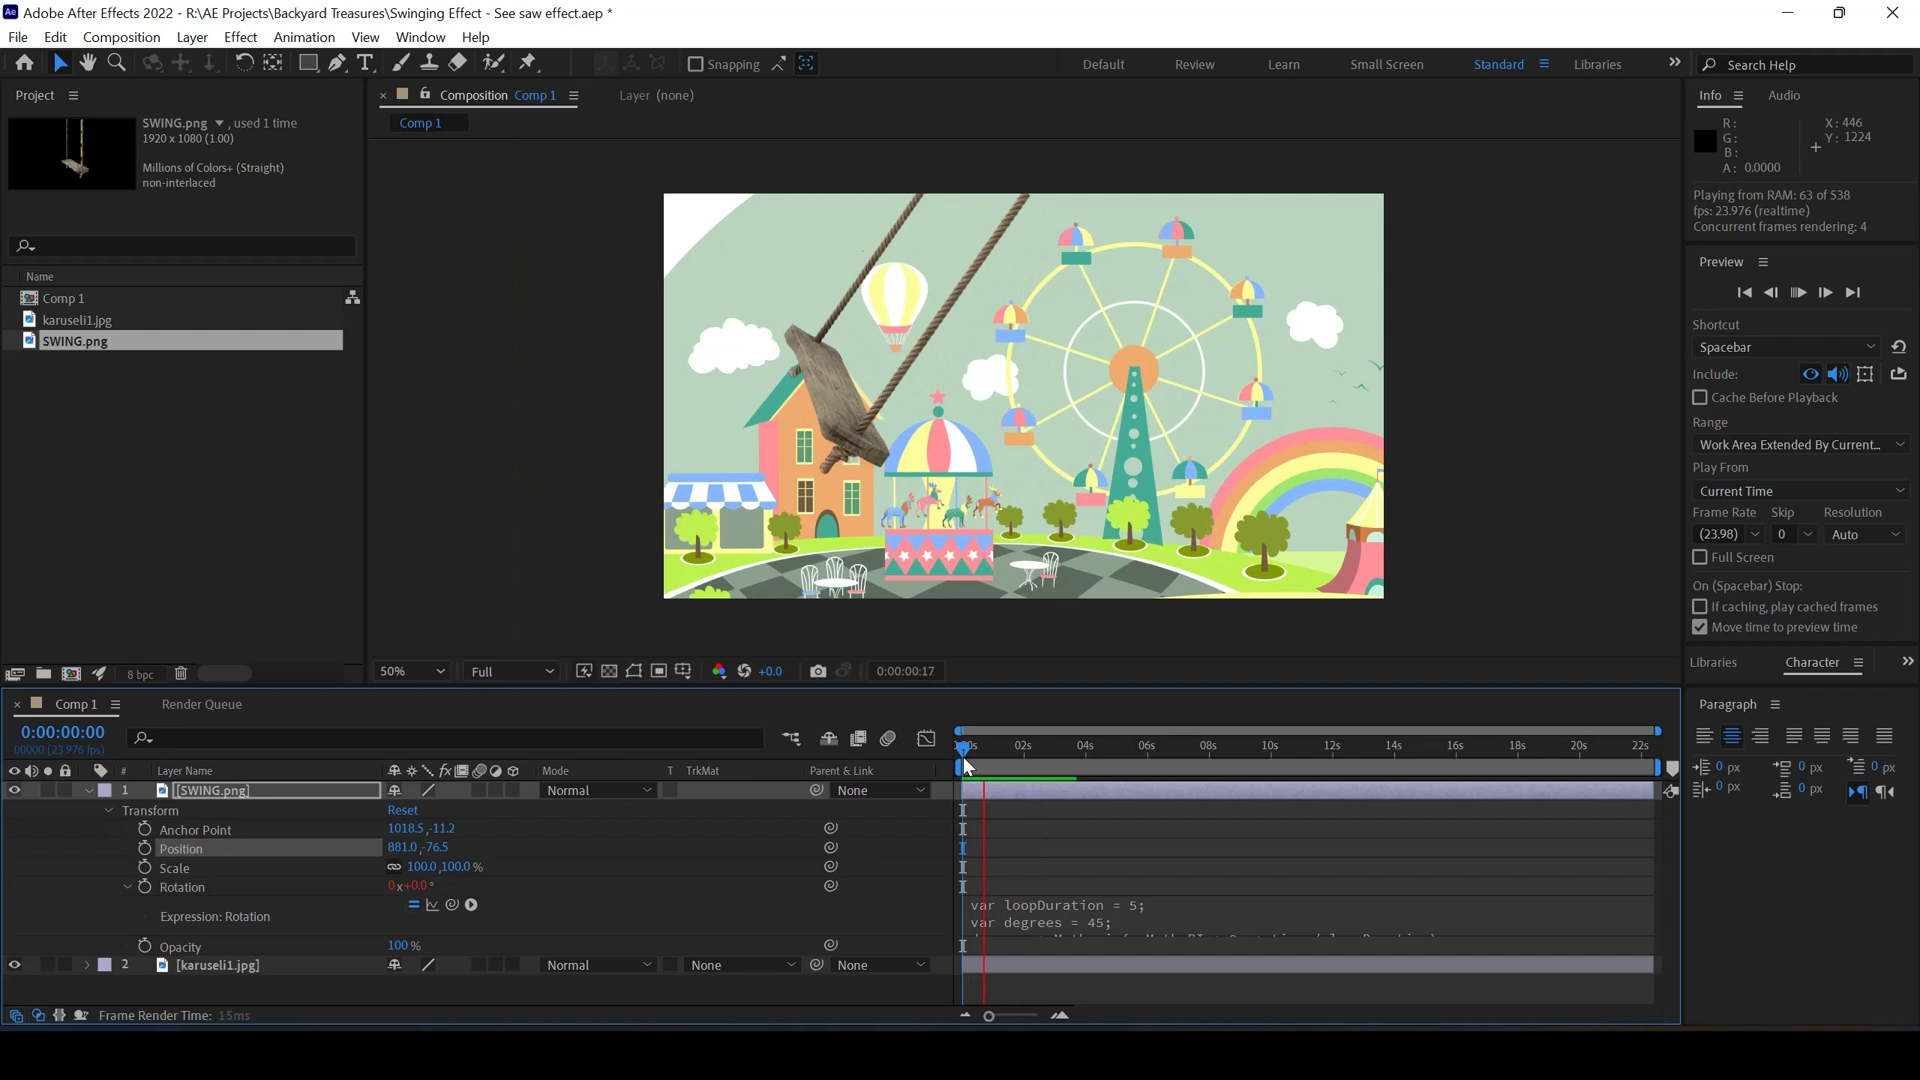 Ae Adobe After Effects 2022 - R:\AE Projects\Backyard Treasures\Swinging Effect - See saw effect.aep *
File Edit Composition Layer Effect Animation View Window Help
Snapping
Default Review Learn Small Screen Standard Libraries
Search Help
Project
SWING.png , used 1 time
1920 x 1080 (1.00)
Millions of Colors+ (Straight)
non-interlaced
Name
Comp 1
karuseli1.jpg
SWING.png
8 bpc
Composition Comp 1
Layer (none)
Comp 1
50% Full +0.0 0:00:00:17
Info Audio
R:
G:
B:
A: 0.0000
X: 446
Y: 1224
Playing from RAM: 63 of 538
fps: 23.976 (realtime)
Concurrent frames rendering: 4
Preview
Shortcut
Spacebar
Include:
Cache Before Playback
Range
Work Area Extended By Current...
Play From
Current Time
Frame Rate Skip Resolution
(23.98) 0 Auto
Full Screen
On (Spacebar) Stop:
If caching, play cached frames
Move time to preview time
Libraries Character
Paragraph
0 px 0 px 0 px
0 px 0 px
Comp 1 Render Queue
0:00:00:00
00000 (23.976 fps)
02s 04s 06s 08s 10s 12s 14s 16s 18s 20s 22s
# Layer Name Mode T TrkMat Parent & Link
1 [SWING.png] Normal None
Transform Reset
Anchor Point 1018.5,-11.2
Position 881.0,-76.5
Scale 100.0,100.0%
Rotation 0x+0.0°
Expression: Rotation
var loopDuration = 5;
var degrees = 45;
Opacity 100%
2 [karuseli1.jpg] Normal None None
Frame Render Time: 15ms